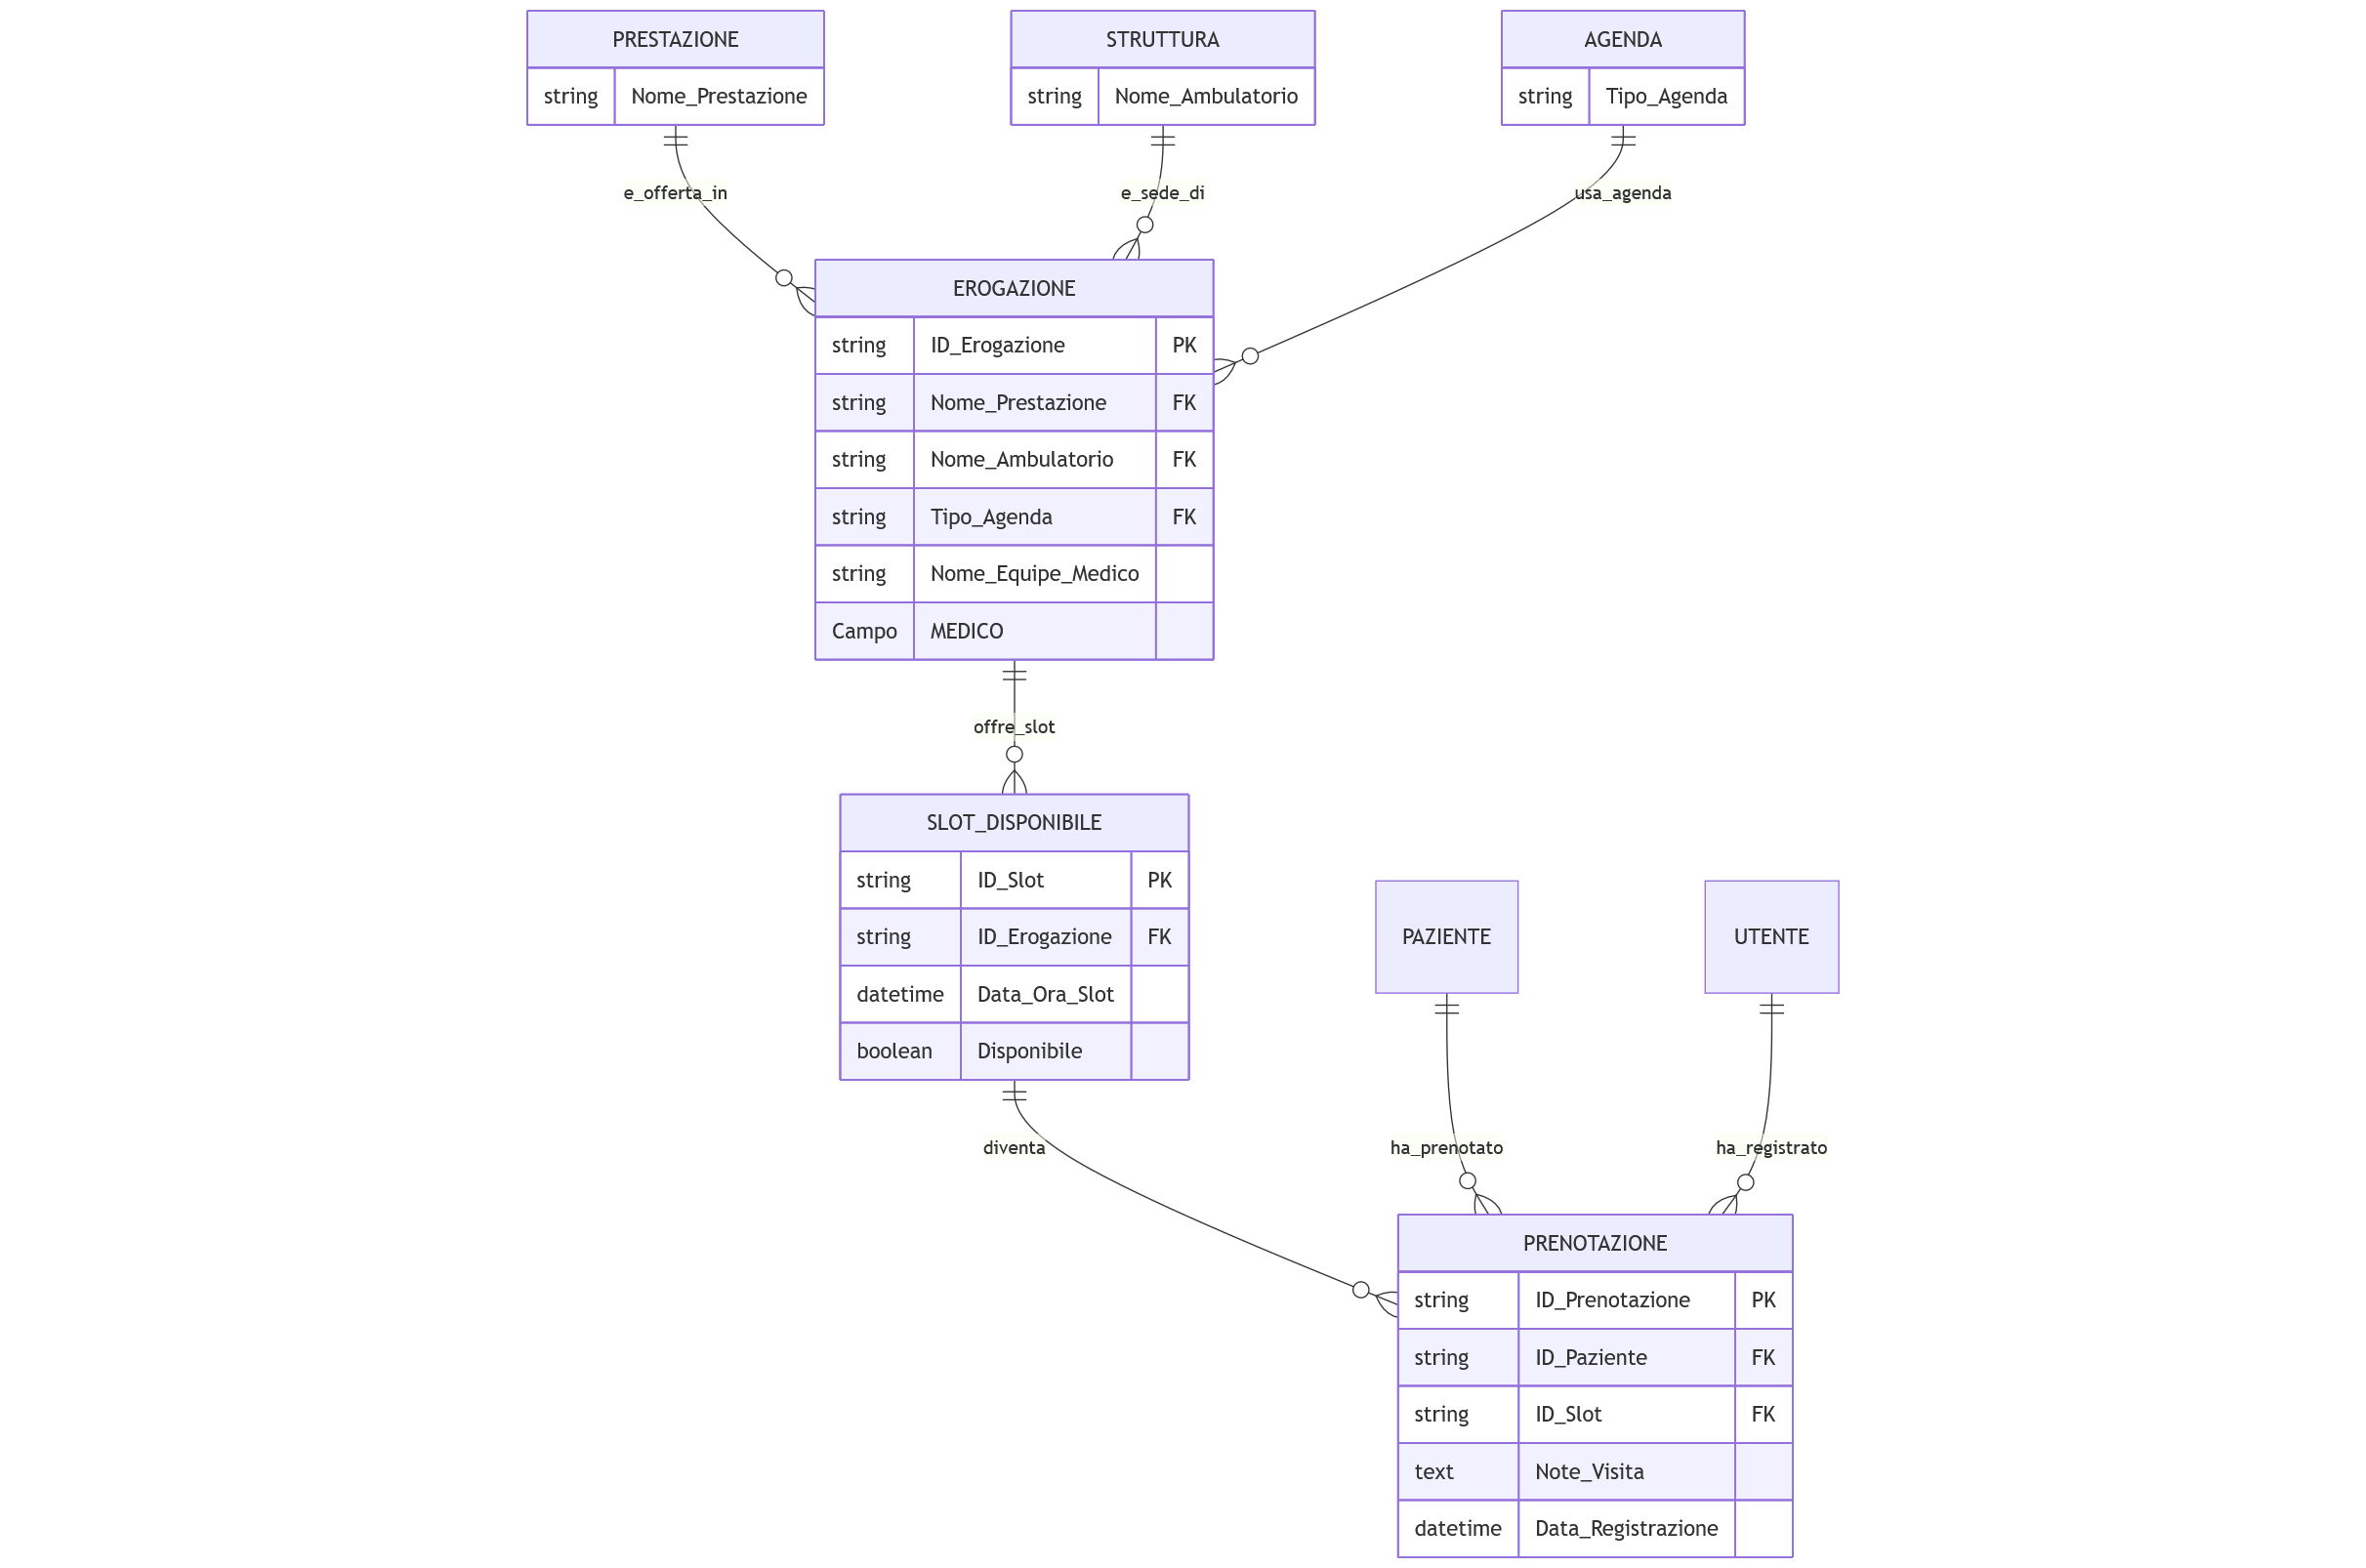 PRESTAZIONE
string Nome_Prestazione
STRUTTURA
string Nome_Ambulatorio
AGENDA
string Tipo_Agenda
e_offerta_in
e_sede_di
usa_agenda
EROGAZIONE
string ID_Erogazione PK
string Nome_Prestazione FK
string Nome_Ambulatorio FK
string Tipo_Agenda FK
string Nome_Equipe_Medico
Campo MEDICO
offre_slot
SLOT_DISPONIBILE
string ID_Slot PK
string ID_Erogazione FK
datetime Data_Ora_Slot
boolean Disponibile
PAZIENTE
UTENTE
diventa
ha_prenotato
ha_registrato
PRENOTAZIONE
string ID_Prenotazione PK
string ID_Paziente FK
string ID_Slot FK
text Note_Visita
datetime Data_Registrazione